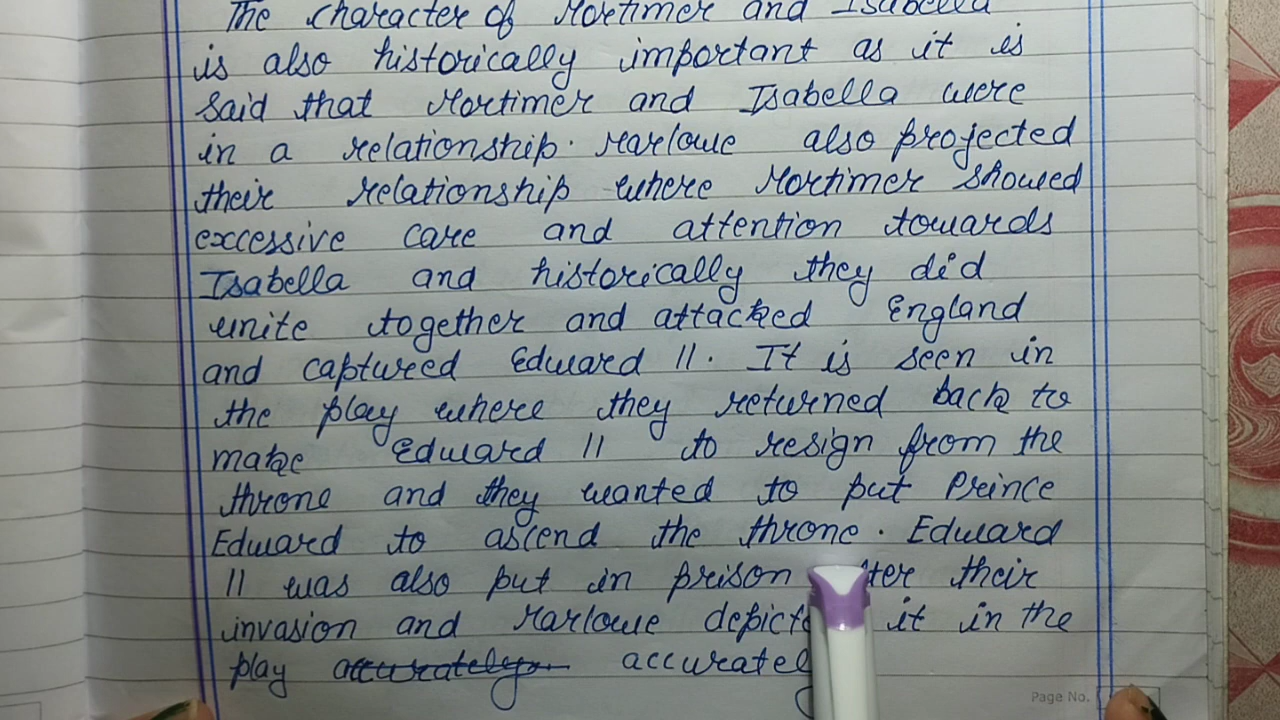 The character of Mortimer and Isabella
is also historically important as it is
said that Mortimer and Isabella were
in a relationship. Marlowe also projected
their relationship where Mortimer showed
excessive care and attention towards
Isabella and historically they did
unite together and attacked England
and captured Edward II. It is seen in
the play where they returned back to
make Edward II to resign from the
throne and they wanted to put Prince
Edward to ascend the throne. Edward
II was also put in prison their
invasion and Marlowe it in the
play accurately accurately
Page No.